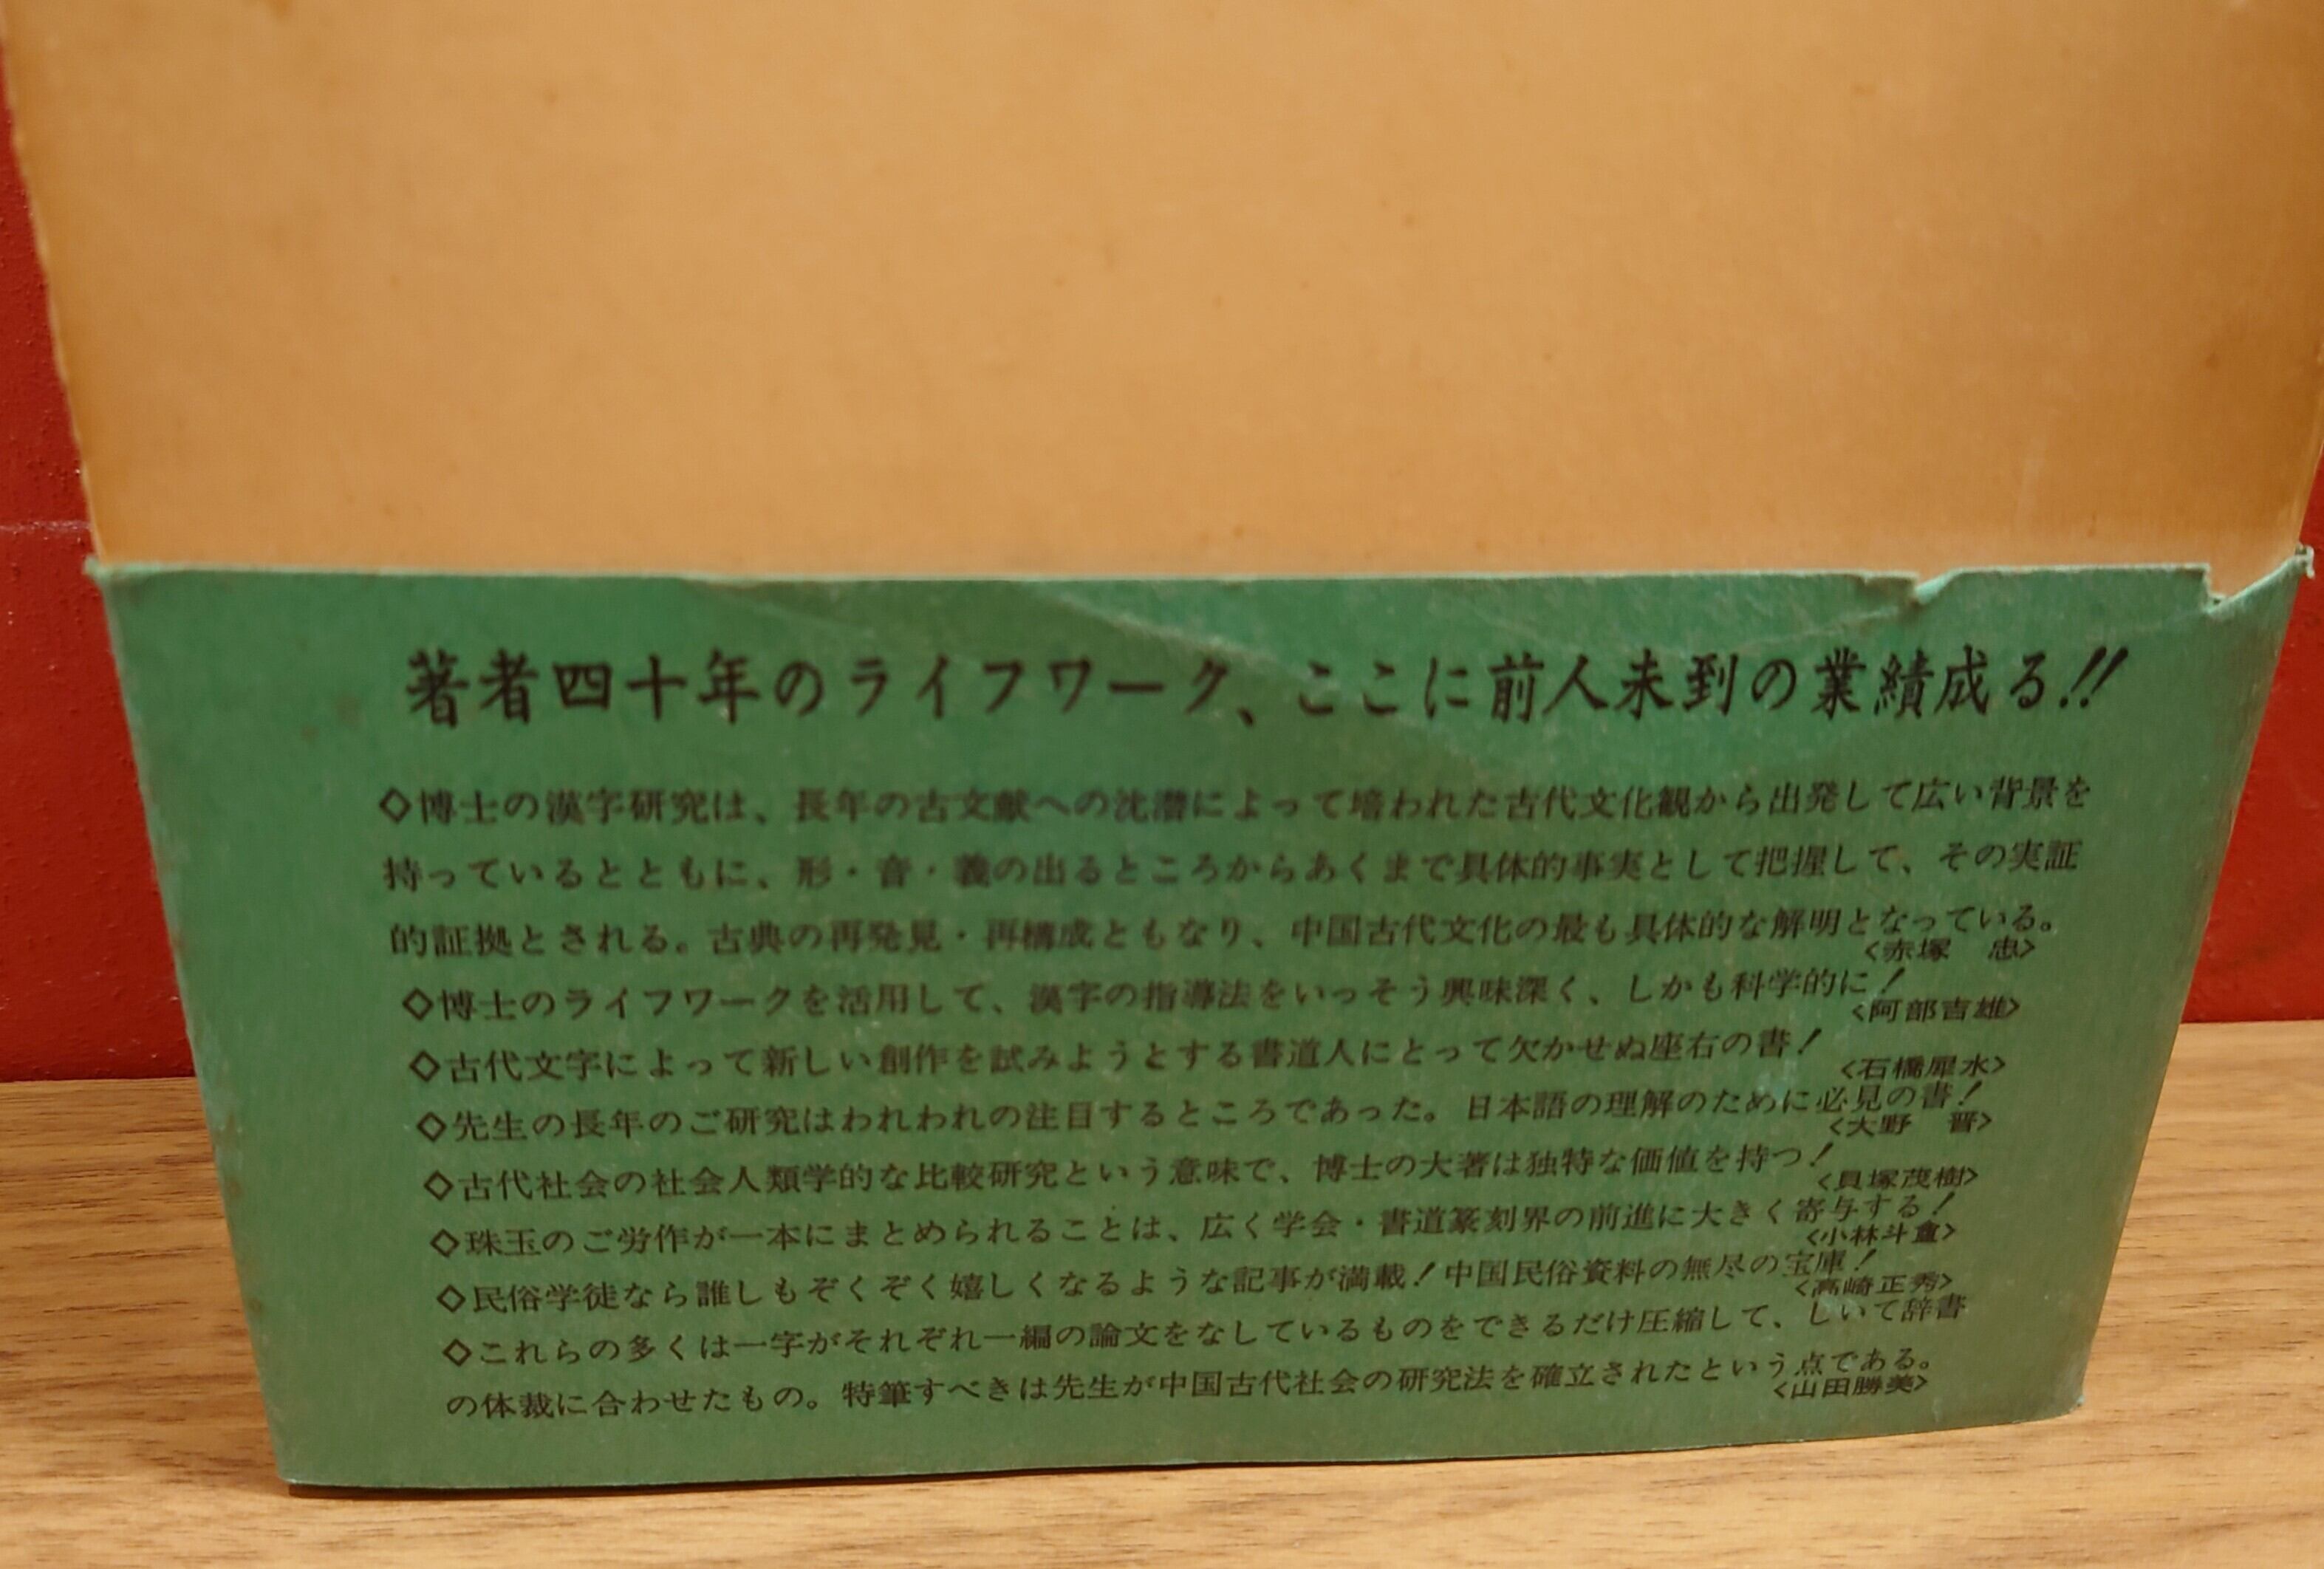 著者四十年のライフワーク、ここに前人未到の業績成る!!
◇博士の漢字研究は、長年の古文献への沈潜によって培われた古代文化観から出発して広い背景を
持っているとともに、形・音・義の出るところからあくまで具体的事実として把握して、その実証
的証拠とされる。古典の再発見・再構成ともなり、中国古代文化の最も具体的な解明となっている。
<赤塚 忠>
◇博士のライフワークを活用して、漢字の指導法をいっそう興味深く、しかも科学的に!
<阿部吉雄>
◇古代文字によって新しい創作を試みようとする書道人にとって欠かせぬ座右の書!
<石橋犀水>
◇先生の長年のご研究はわれわれの注目するところであった。日本語の理解のために必見の書!
<大野 晋>
◇古代社会の社会人類学的な比較研究という意味で、博士の大著は独特な価値を持つ!
<貝塚茂樹>
◇珠玉のご労作が一本にまとめられることは、広く学会・書道篆刻界の前進に大きく寄与する!
<小林斗盦>
◇民俗学徒なら誰しもぞくぞく嬉しくなるような記事が満載!中国民俗資料の無尽の宝庫!
<高崎正秀>
◇これらの多くは一字がそれぞれ一編の論文をなしているものをできるだけ圧縮して、しいて辞書
の体裁に合わせたもの。特筆すべきは先生が中国古代社会の研究法を確立されたという点である。
<山田勝美>